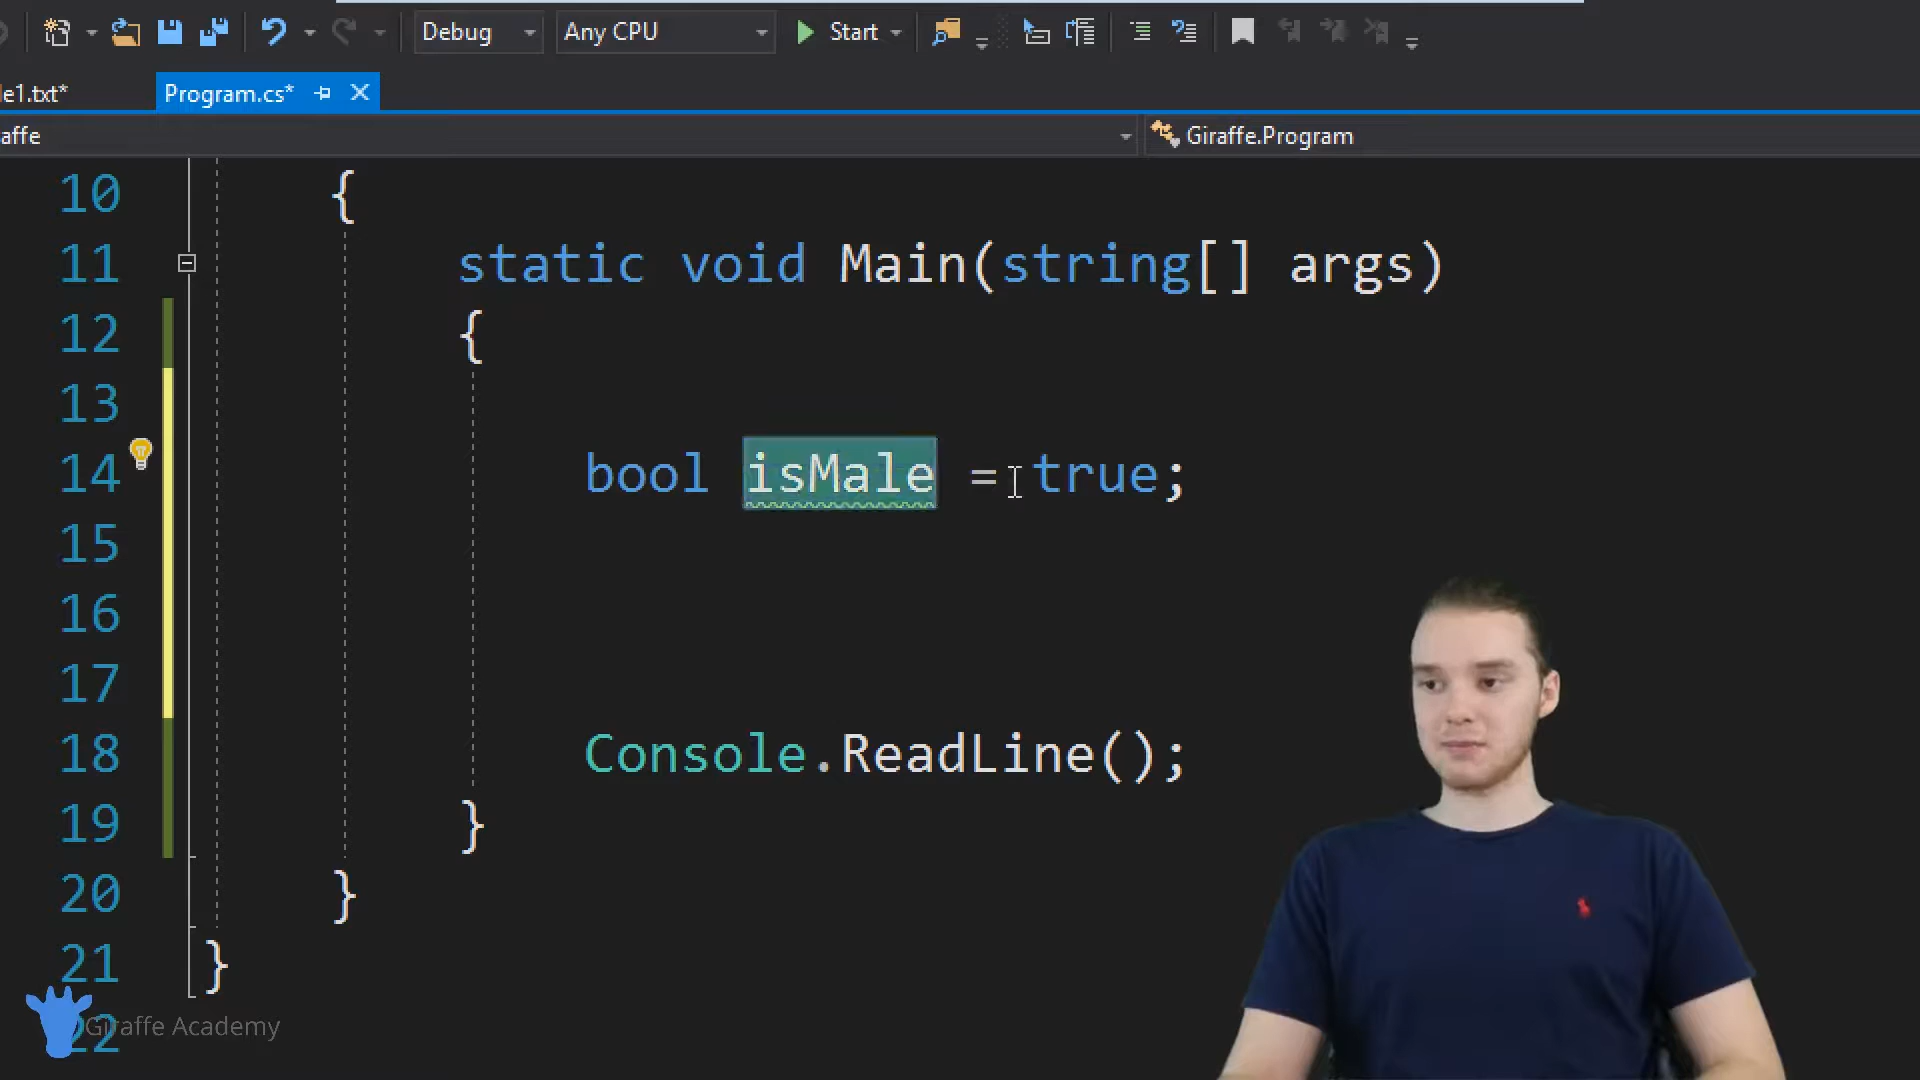 Debug Any CPU Start
e1.txt* Program.cs*
affe Giraffe.Program
10 {
11 static void Main(string[] args)
12 {
13
14 bool isMale = true;
15
16
17
18 Console.ReadLine();
19 }
20 }
21 }
22
Giraffe Academy